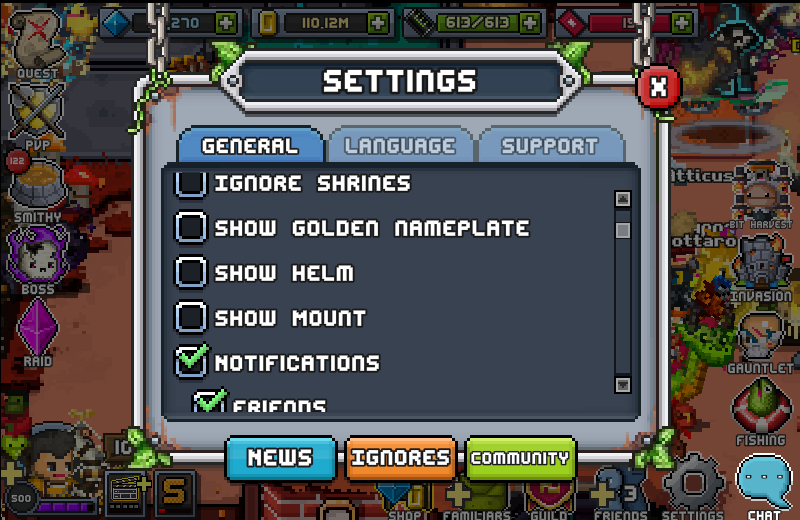 270
110.12M
613/613
SETTINGS
X
QUEST
PVP
122
SMITHY
BOSS
RAID
GENERAL
LANGUAGE
SUPPORT
IGNORE SHRINES
SHOW GOLDEN NAMEPLATE
SHOW HELM
SHOW MOUNT
NOTIFICATIONS
FRIENDS
NEWS
IGNORES
COMMUNITY
Atticus
BIT HARVEST
ottaro
INVASION
GAUNTLET
FISHING
500
S
3
SHOP
FAMILIARS
GUILD
FRIENDS
SETTINGS
CHAT